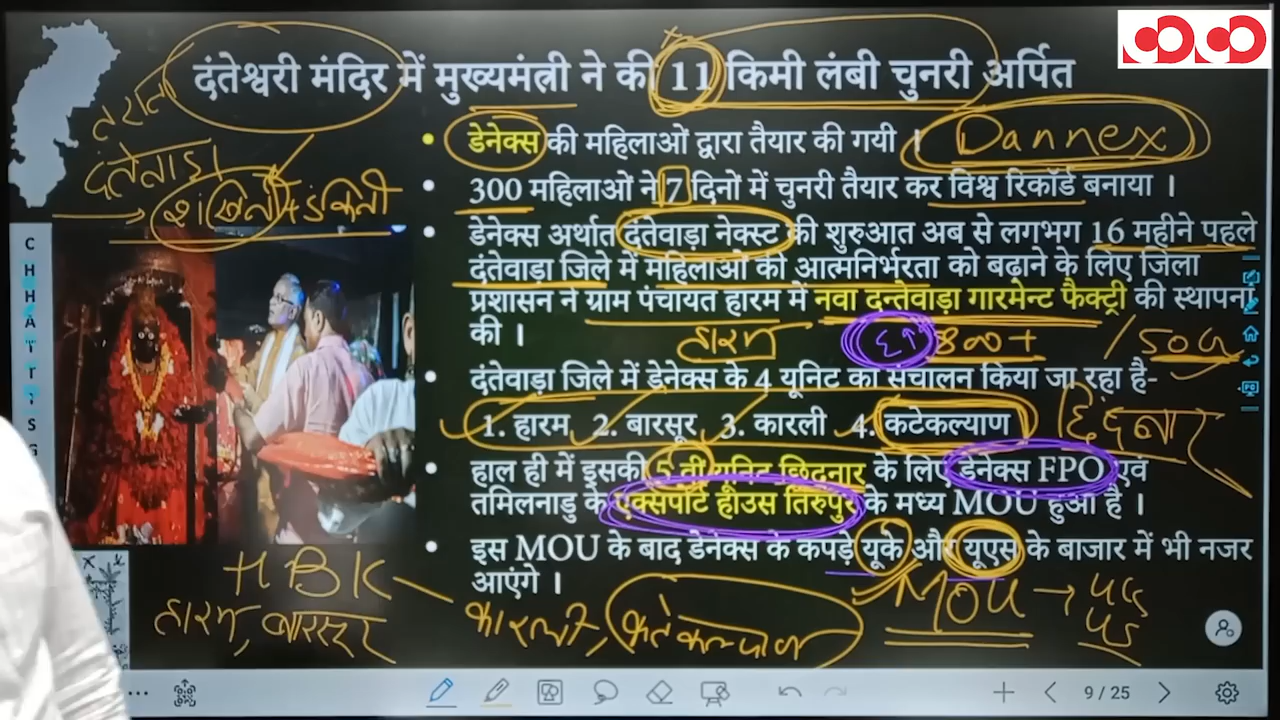 दंतेश्वरी मंदिर में मुख्यमंत्री ने की 11 किमी लंबी चुनरी अर्पित
डेनेक्स की महिलाओं द्वारा तैयार की गयी ।
Dannex
दंतेवाड़ा
300 महिलाओं ने 7 दिनों में चुनरी तैयार कर विश्व रिकॉर्ड बनाया ।
शंखिनी + डंकिनी
डेनेक्स अर्थात दंतेवाड़ा नेक्स्ट की शुरुआत अब से लगभग 16 महीने पहले
दंतेवाड़ा जिले में महिलाओं को आत्मनिर्भरता को बढ़ाने के लिए जिला
प्रशासन ने ग्राम पंचायत हारम में नवा दन्तेवाड़ा गारमेन्ट फैक्ट्री की स्थापना
की ।
हारम
800+
दंतेवाड़ा जिले में डेनेक्स के 4 यूनिट का संचालन किया जा रहा है-
1. हारम 2. बारसूर 3. कारली 4. कटेकल्याण
छिंदनार
हाल ही में इसकी 5 वी यूनिट छिंदनार के लिए डेनेक्स FPO एवं
तमिलनाडु के एक्सपोर्ट हाउस तिरुपुर के मध्य MOU हुआ है ।
इस MOU के बाद डेनेक्स के कपड़े यूके और यूएस के बाजार में भी नजर
आएंगे ।
HBK
MOU →
हारम, बारसूर
कारली, कतेकल्याण
CHHATTISG
9 / 25